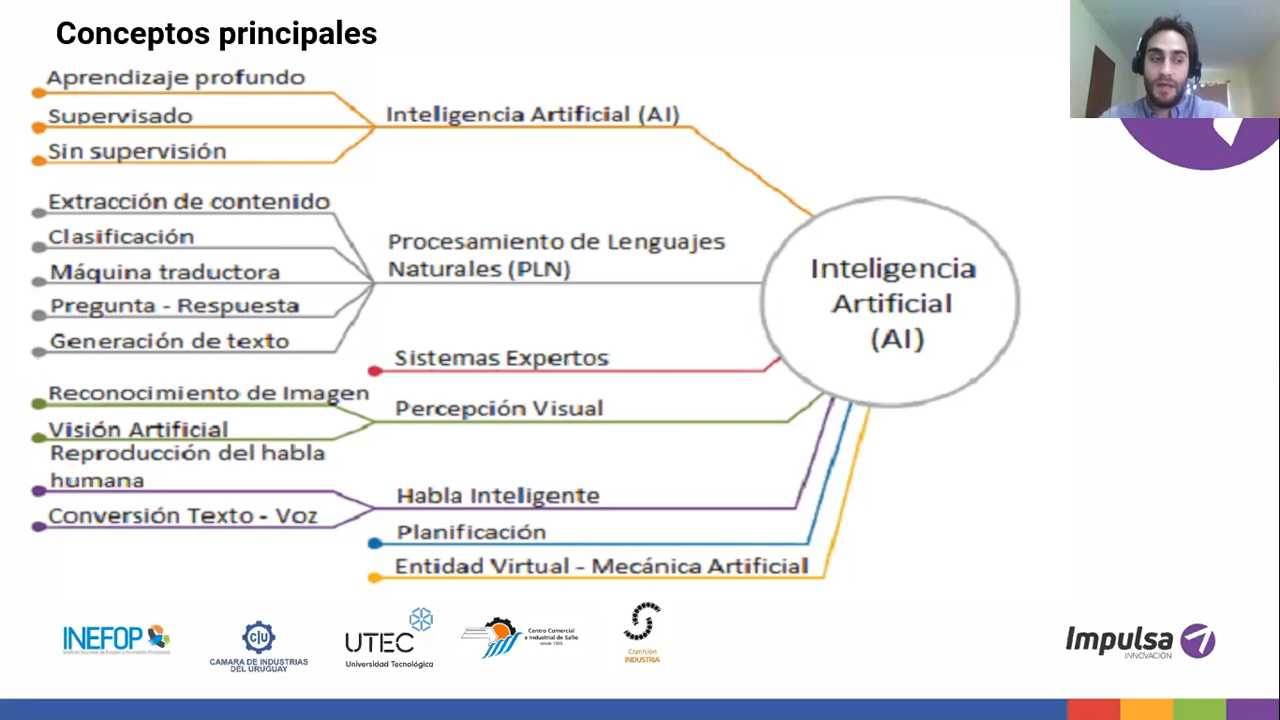 Conceptos principales
Aprendizaje profundo
Supervisado
Sin supervisión
Inteligencia Artificial (AI)
Extracción de contenido
Clasificación
Máquina traductora
Pregunta - Respuesta
Generación de texto
Procesamiento de Lenguajes
Naturales (PLN)
Sistemas Expertos
Reconocimiento de Imagen
Visión Artificial
Percepción Visual
Reproducción del habla
humana
Conversión Texto - Voz
Habla Inteligente
Planificación
Entidad Virtual - Mecánica Artificial
Inteligencia
Artificial
(AI)
INEFOP
CIU
CAMARA DE INDUSTRIAS
DEL URUGUAY
UTEC
Universidad Tecnológica
Centro Comercial
e Industrial de Salto
Comisión
INDUSTRIA
Impulsa
INNOVACIÓN